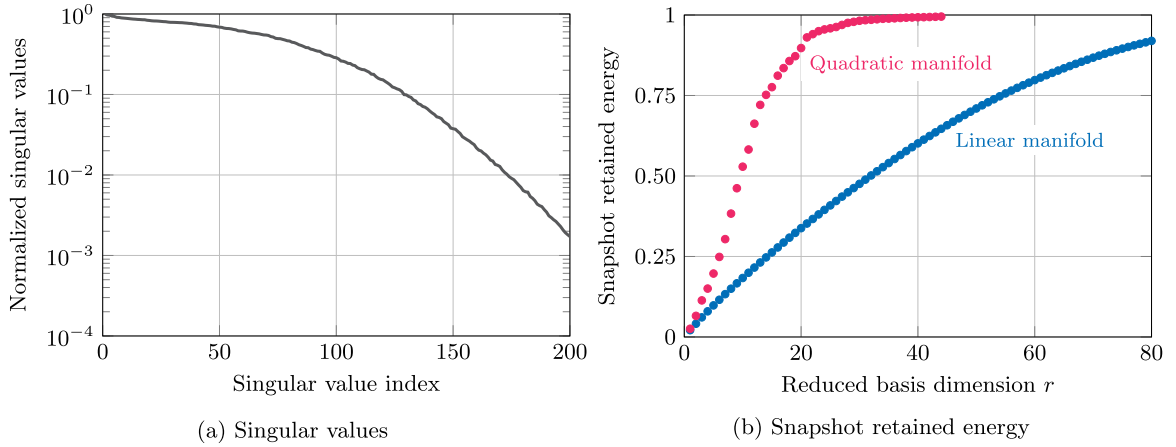 10⁰
10⁻¹
10⁻²
10⁻³
10⁻⁴
Normalized singular values
0
50
100
150
200
Singular value index
(a) Singular values
1
0.75
0.50
0.25
0
Snapshot retained energy
Quadratic manifold
Linear manifold
0
20
40
60
80
Reduced basis dimension r
(b) Snapshot retained energy